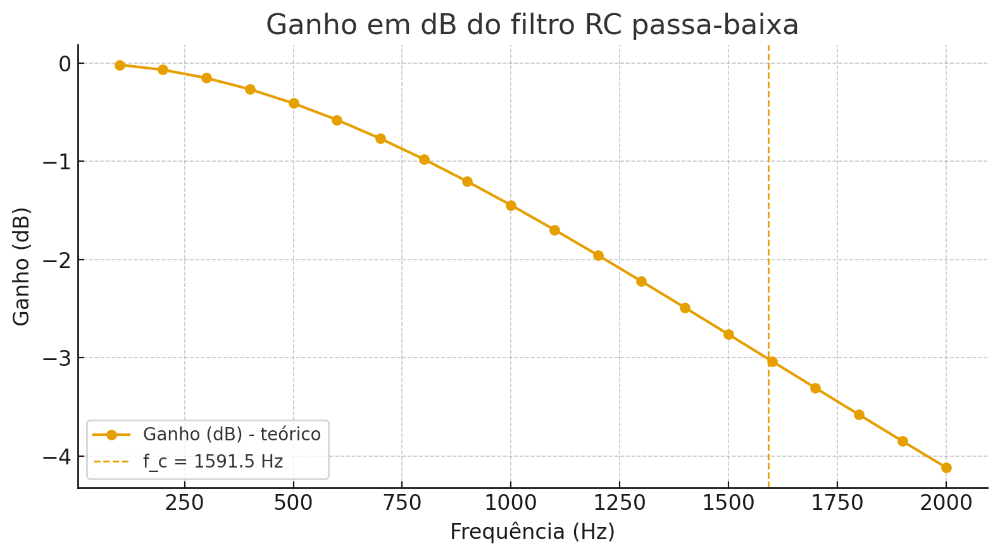 Ganho em dB do filtro RC passa-baixa
Ganho (dB)
0
−1
−2
−3
−4
Ganho (dB) - teórico
f_c = 1591.5 Hz
250 500 750 1000 1250 1500 1750 2000
Frequência (Hz)